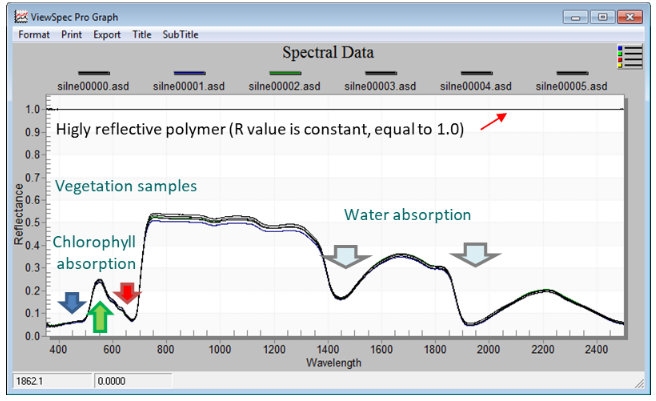 ViewSpec Pro Graph
Format Print Export Title SubTitle
Spectral Data
silne00000.asd silne00001.asd silne00002.asd silne00003.asd silne00004.asd silne00005.asd
1.0
Higly reflective polymer (R value is constant, equal to 1.0)
0.9
0.8
0.7
Vegetation samples
0.6
0.5
Water absorption
Chlorophyll
absorption
0.4
0.3
0.2
0.1
0.0
Reflectance
400 600 800 1000 1200 1400 1600 1800 2000 2200 2400
Wavelength
1862.1 0.0000